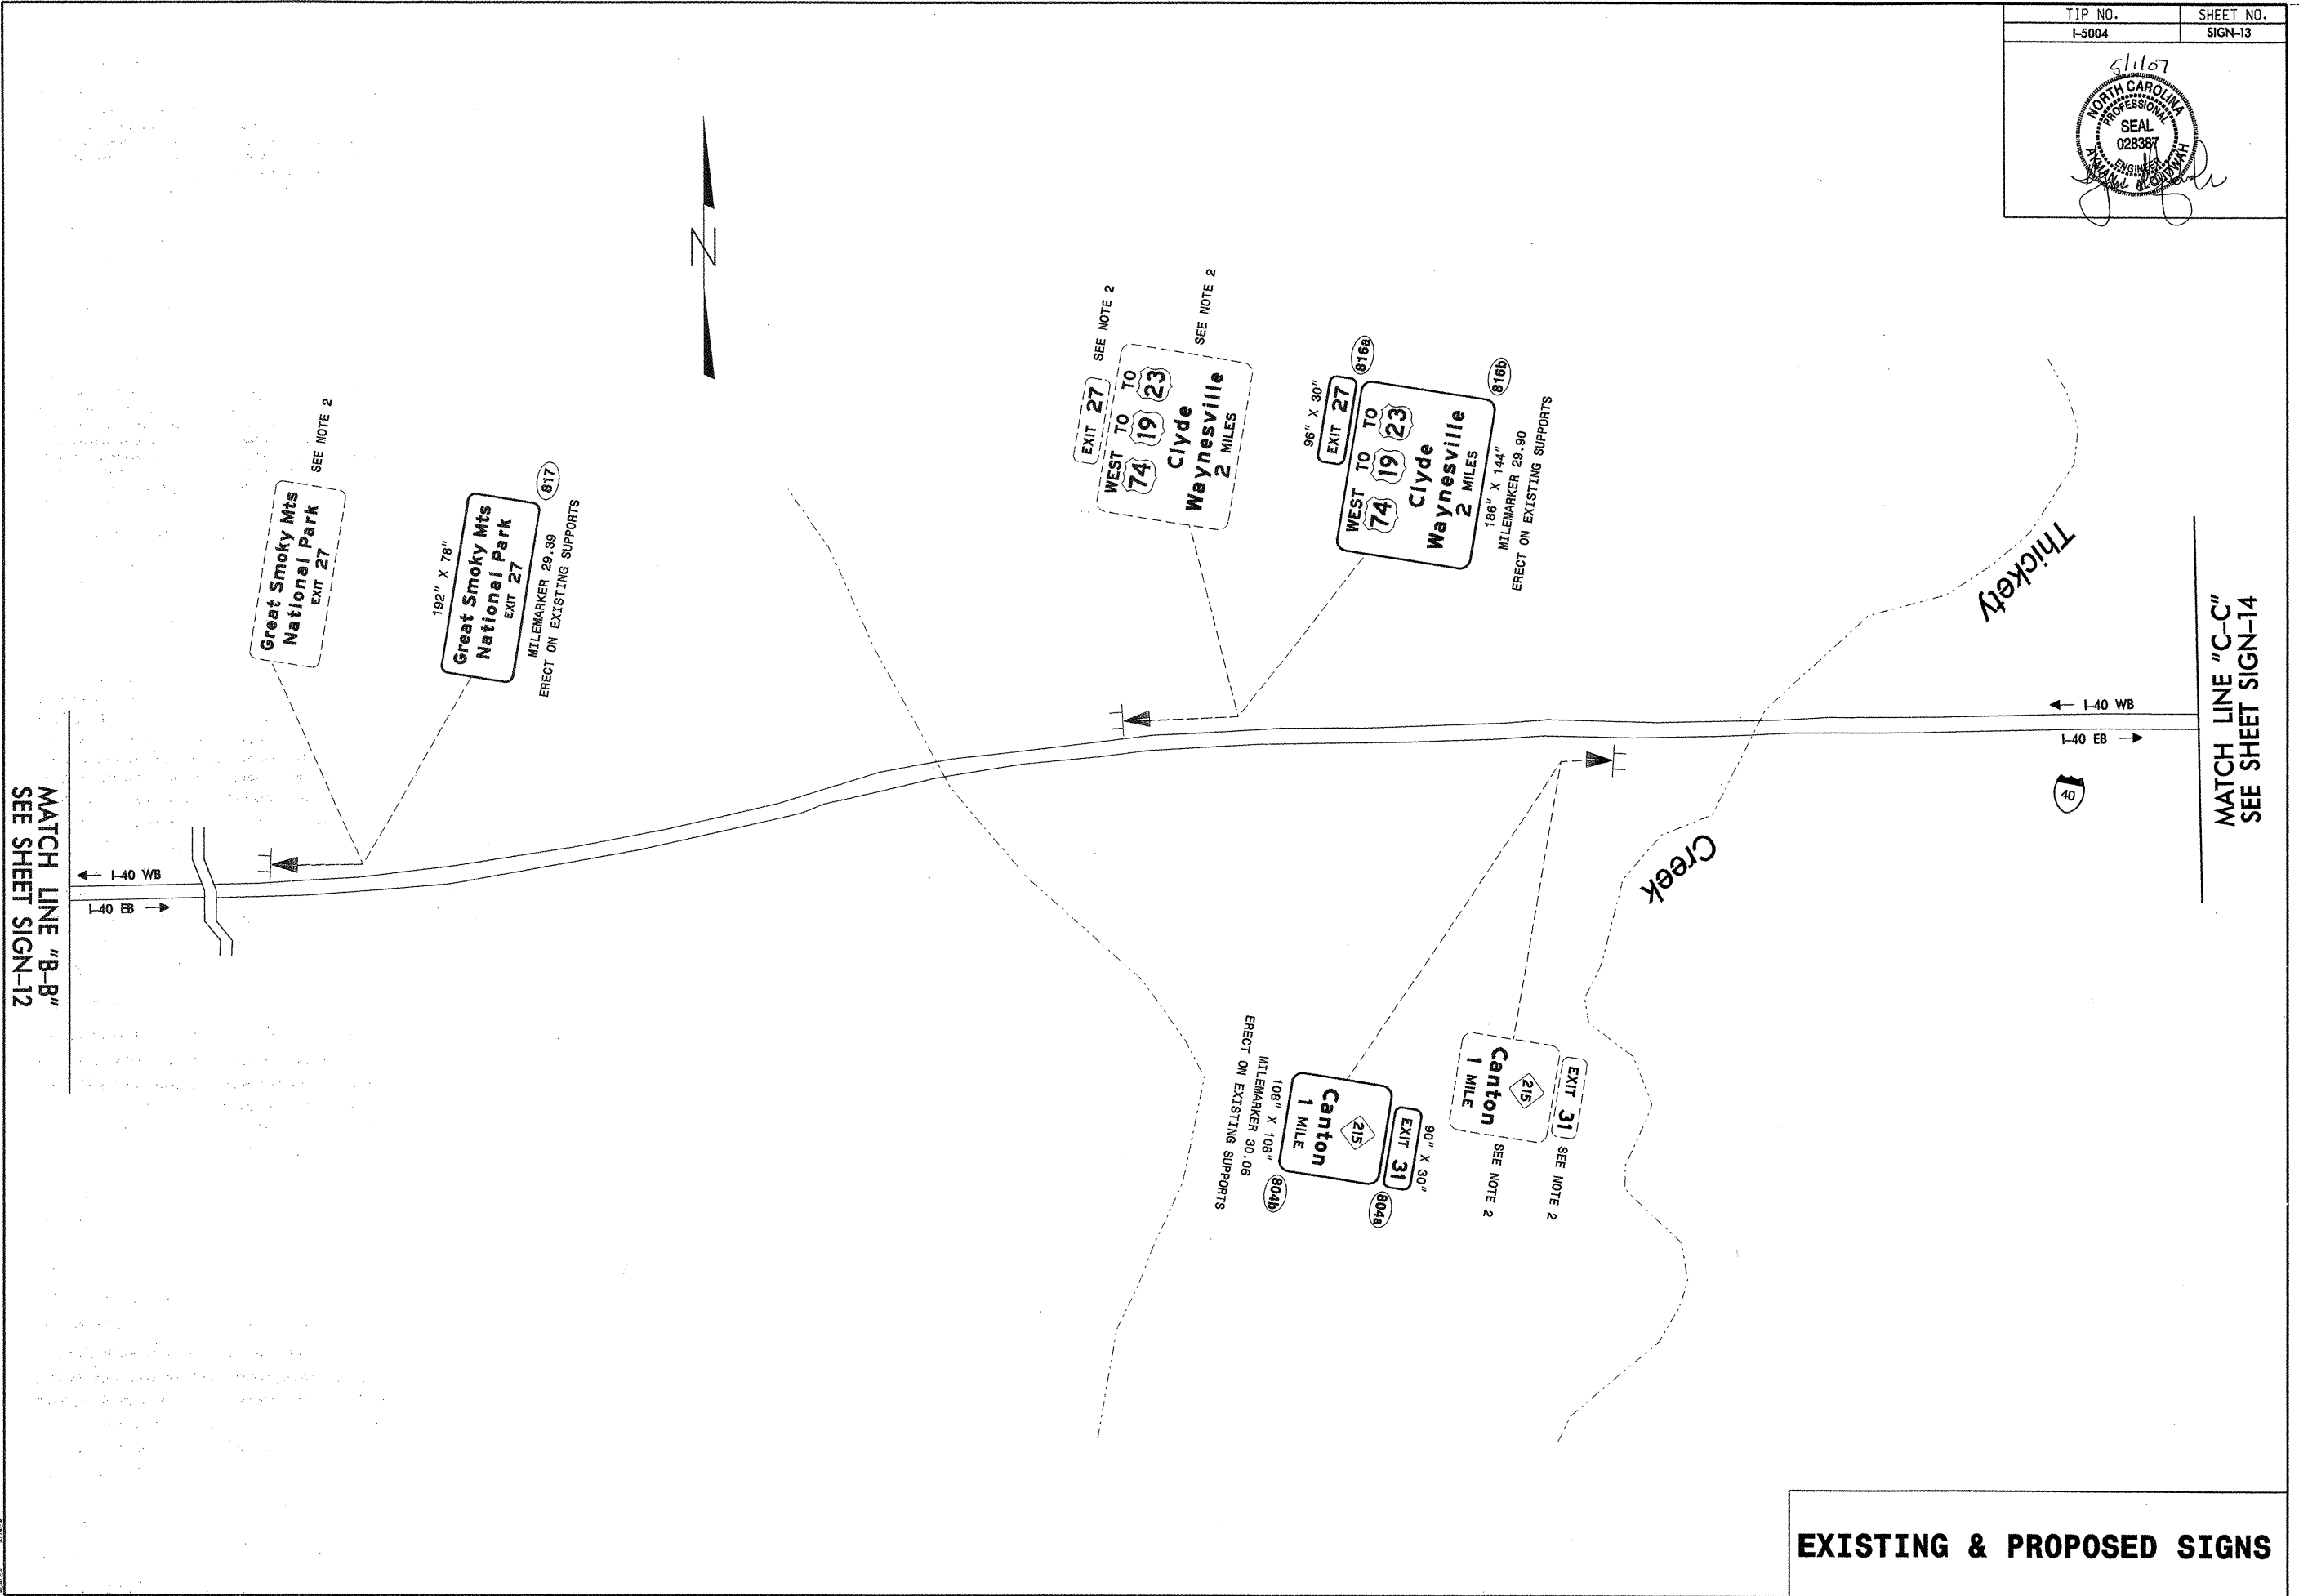 TIP NO.
SHEET NO.
I-5004
SIGN-13
5/1/07
NORTH CAROLINA
PROFESSIONAL
SEAL
028387
ENGINEER
N
SEE NOTE 2
Great Smoky Mts
National Park
EXIT 27
817
192" X 78"
Great Smoky Mts
National Park
EXIT 27
MILEMARKER 29.39
ERECT ON EXISTING SUPPORTS
SEE NOTE 2
EXIT 27
SEE NOTE 2
WEST TO TO
74 19 23
Clyde
Waynesville
2 MILES
816a
96" X 30"
EXIT 27
816b
WEST TO TO
74 19 23
Clyde
Waynesville
2 MILES
186" X 144"
MILEMARKER 29.90
ERECT ON EXISTING SUPPORTS
Thickety
Creek
MATCH LINE "C-C"
SEE SHEET SIGN-14
I-40 WB
I-40 EB
40
I-40 WB
I-40 EB
MATCH LINE "B-B"
SEE SHEET SIGN-12
EXIT 31 SEE NOTE 2
215
Canton
1 MILE
SEE NOTE 2
90" X 30"
EXIT 31
804a
215
Canton
1 MILE
108" X 108"
804b
MILEMARKER 30.06
ERECT ON EXISTING SUPPORTS
EXISTING & PROPOSED SIGNS